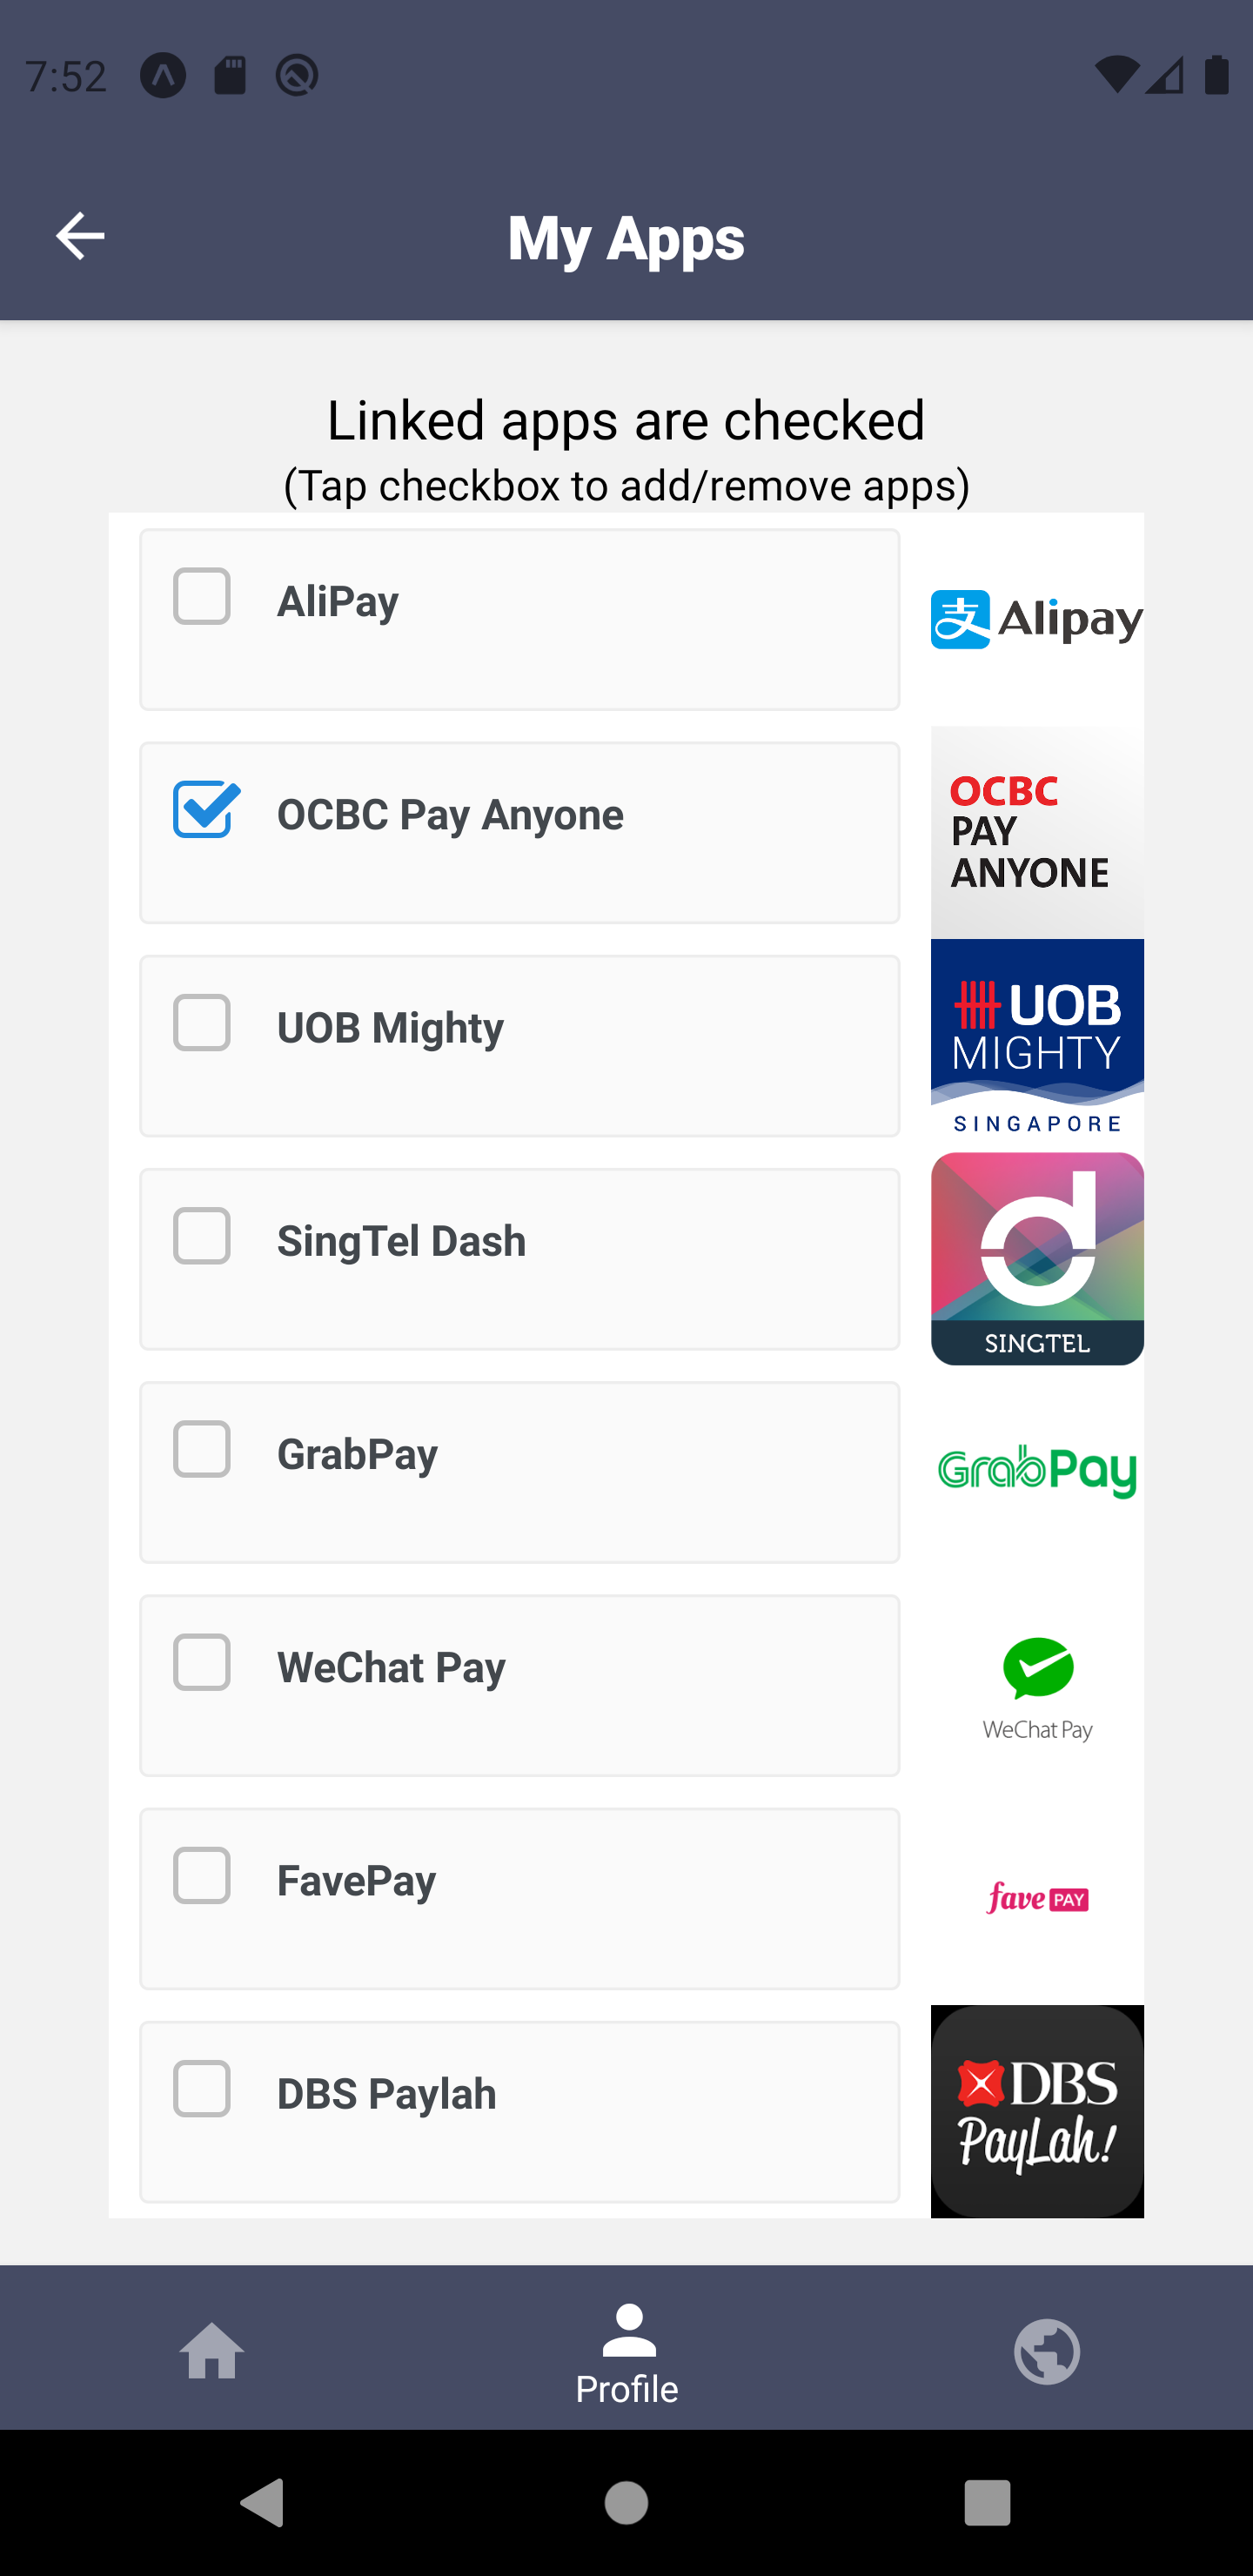 7:52
My Apps
Linked apps are checked
(Tap checkbox to add/remove apps)
AliPay
支 Alipay
OCBC Pay Anyone
OCBC
PAY
ANYONE
UOB Mighty
UOB
MIGHTY
SINGAPORE
SingTel Dash
SINGTEL
GrabPay
GrabPay
WeChat Pay
WeChat Pay
FavePay
fave PAY
DBS Paylah
DBS
PayLah!
Profile